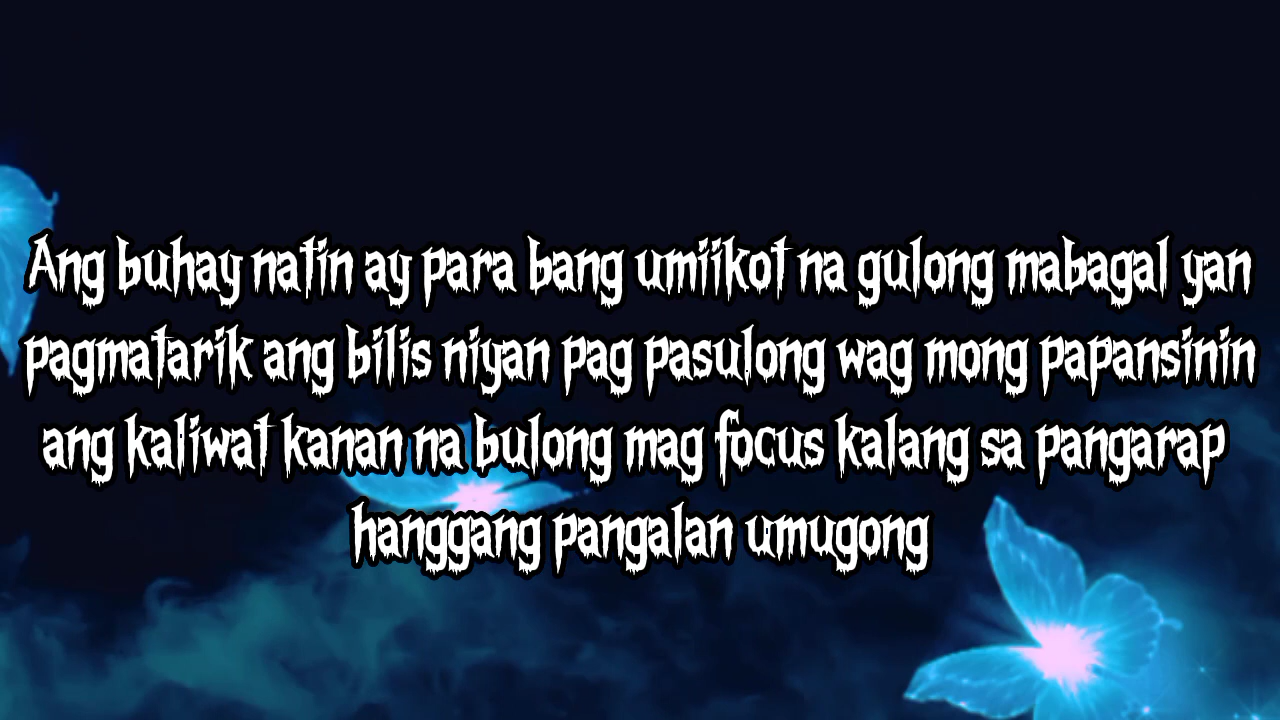 Ang buhay natin ay para bang umiikot na gulong mabagal yan
pagmatarik ang bilis niyan pag pasulong wag mong papansinin
ang kaliwat kanan na bulong mag focus kalang sa pangarap
hanggang pangalan umugong